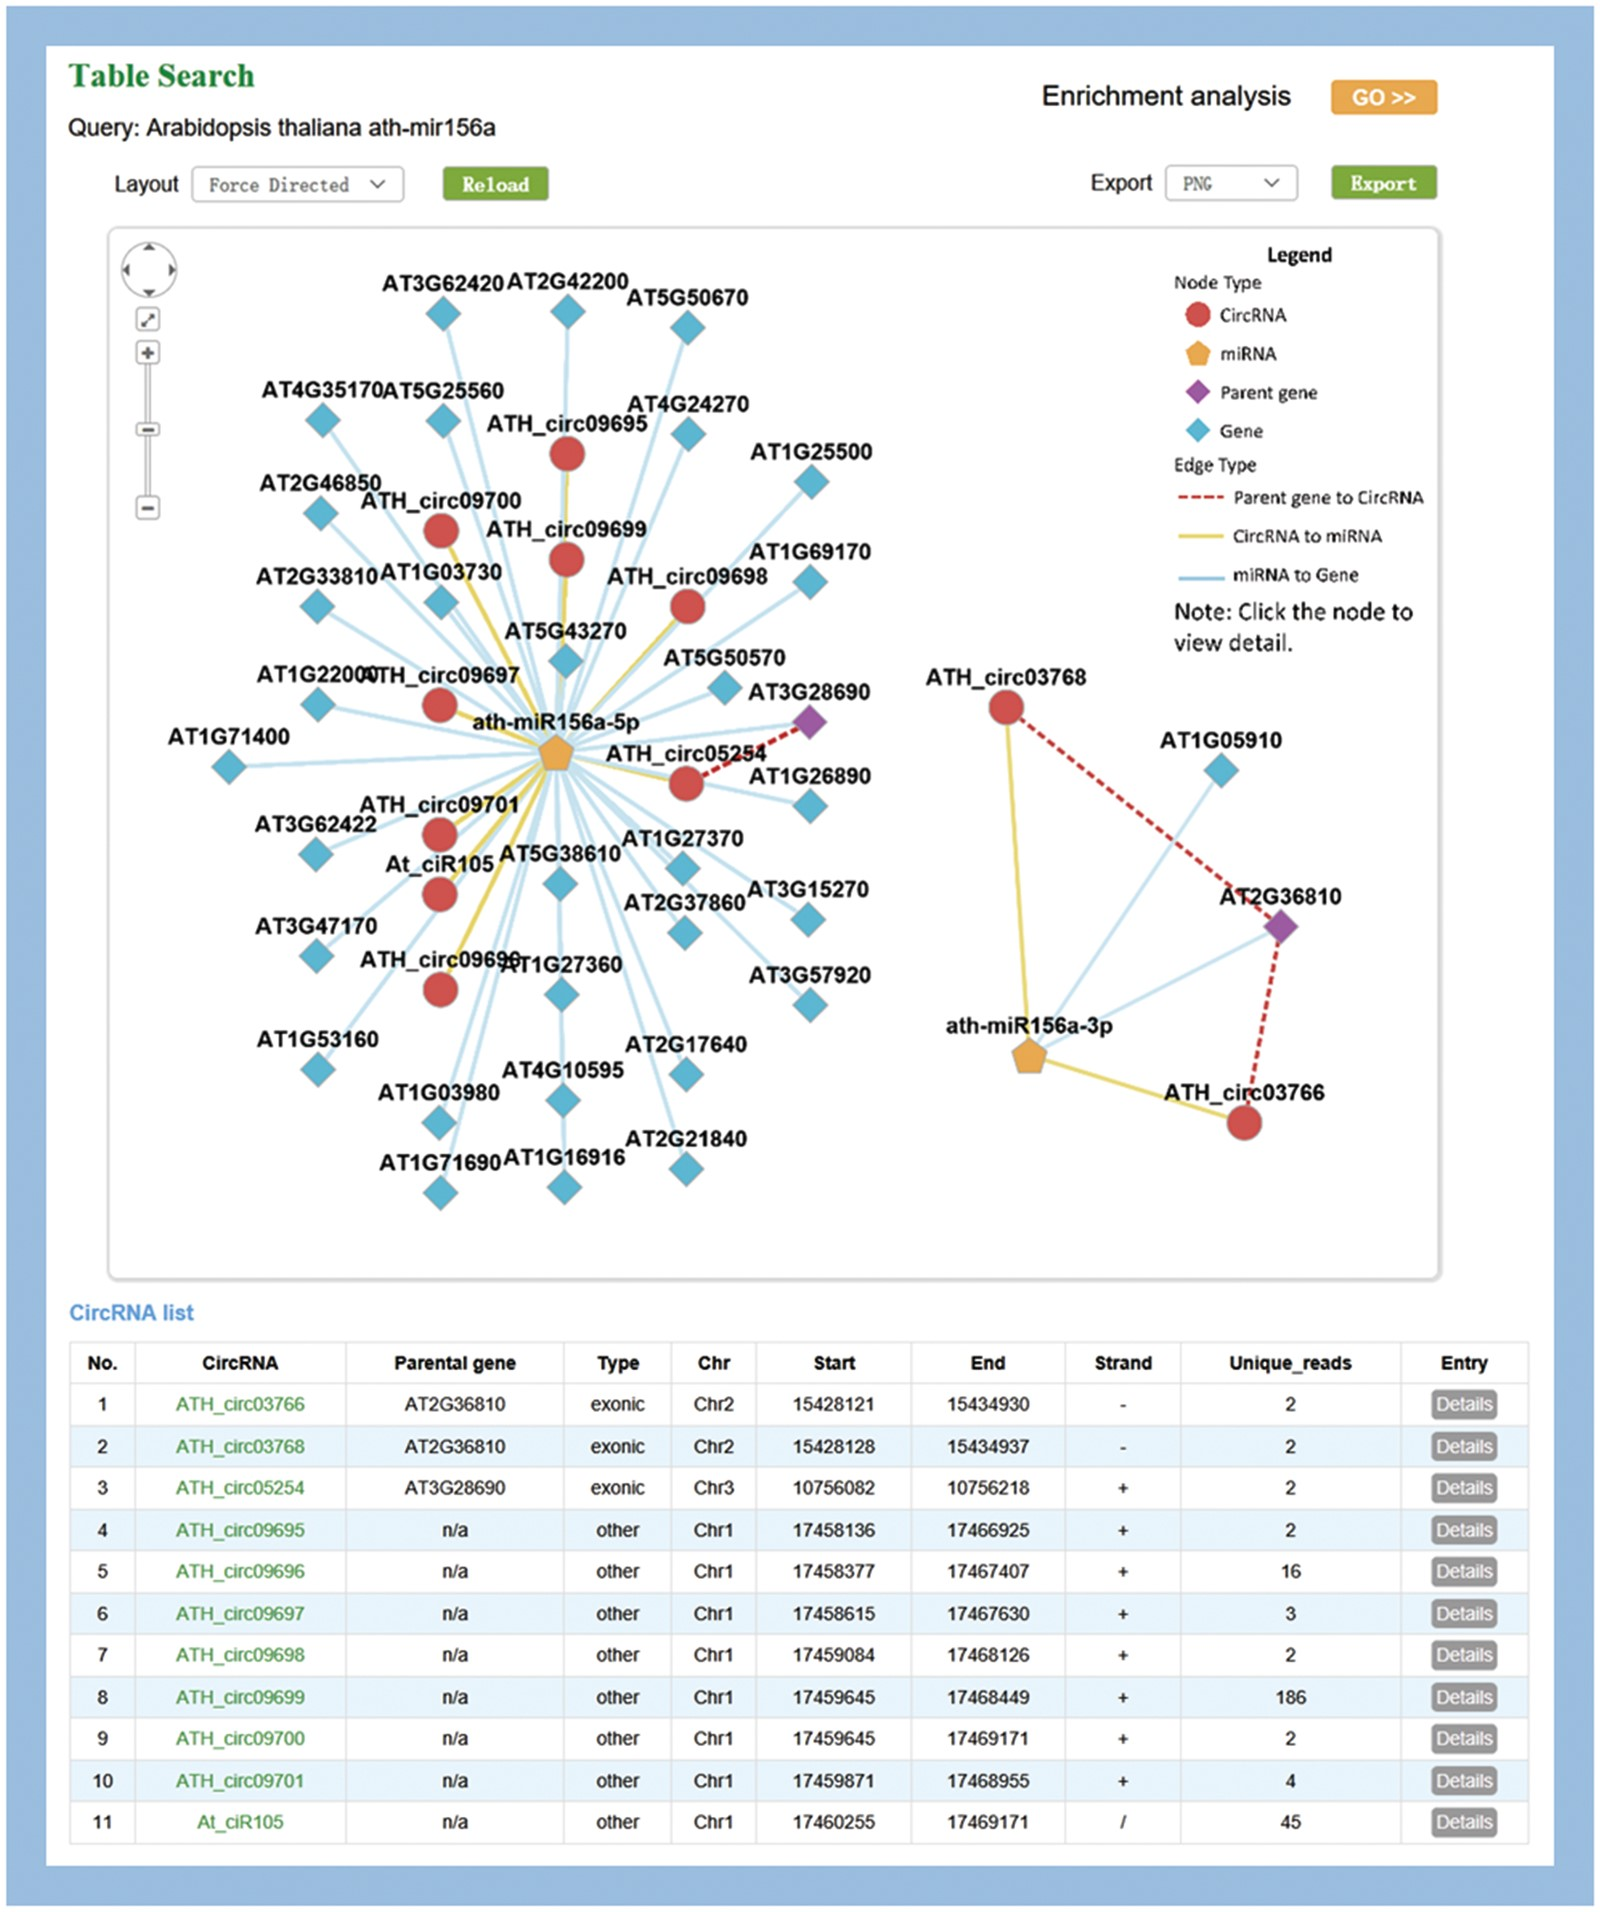 Table Search
Enrichment analysis GO >>
Query: Arabidopsis thaliana ath-mir156a
Layout Force Directed Reload Export PNG Export
Legend
Node Type
CircRNA
miRNA
Parent gene
Gene
Edge Type
Parent gene to CircRNA
CircRNA to miRNA
miRNA to Gene
Note: Click the node to
view detail.
AT3G62420 AT2G42200
AT5G50670
AT4G35170 AT5G25560
AT4G24270
ATH_circ09695
AT1G25500
AT2G46850
ATH_circ09700
ATH_circ09699
AT1G69170
AT2G33810 AT1G03730
ATH_circ09698
AT5G43270
AT5G50570
AT1G22000 ATH_circ09697
AT3G28690
ath-miR156a-5p
AT1G71400
ATH_circ05254
AT1G26890
ATH_circ09701
AT3G62422
AT1G27370
At_ciR105
AT5G38610
AT3G15270
AT2G37860
AT3G47170
ATH_circ09696
AT1G27360
AT3G57920
AT1G53160
AT2G17640
AT4G10595
AT1G03980
AT2G21840
AT1G71690 AT1G16916
ATH_circ03768
AT1G05910
AT2G36810
ath-miR156a-3p
ATH_circ03766
CircRNA list
No. CircRNA Parental gene Type Chr Start End Strand Unique_reads Entry
1 ATH_circ03766 AT2G36810 exonic Chr2 15428121 15434930 - 2 Details
2 ATH_circ03768 AT2G36810 exonic Chr2 15428128 15434937 - 2 Details
3 ATH_circ05254 AT3G28690 exonic Chr3 10756082 10756218 + 2 Details
4 ATH_circ09695 n/a other Chr1 17458136 17466925 + 2 Details
5 ATH_circ09696 n/a other Chr1 17458377 17467407 + 16 Details
6 ATH_circ09697 n/a other Chr1 17458615 17467630 + 3 Details
7 ATH_circ09698 n/a other Chr1 17459084 17468126 + 2 Details
8 ATH_circ09699 n/a other Chr1 17459645 17468449 + 186 Details
9 ATH_circ09700 n/a other Chr1 17459645 17469171 + 2 Details
10 ATH_circ09701 n/a other Chr1 17459871 17468955 + 4 Details
11 At_ciR105 n/a other Chr1 17460255 17469171 / 45 Details